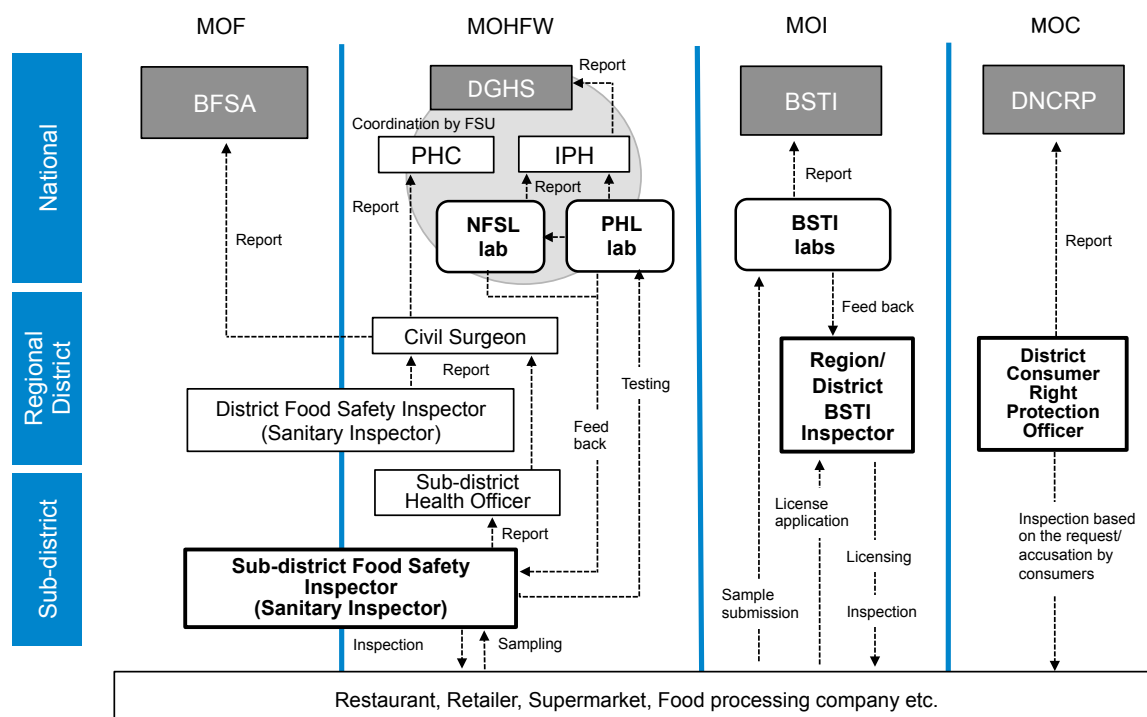 MOF
MOHFW
MOI
MOC
National
Regional
District
Sub-district
BFSA
DGHS
BSTI
DNCRP
Report
Coordination by FSU
PHC
IPH
Report
Report
Report
Report
Report
NFSL
lab
PHL
lab
BSTI
labs
Feed back
Civil Surgeon
Report
Testing
District Food Safety Inspector
(Sanitary Inspector)
Feed
back
Region/
District
BSTI
Inspector
District
Consumer
Right
Protection
Officer
Sub-district
Health Officer
Report
License
application
Licensing
Inspection based
on the request/
accusation by
consumers
Sub-district Food Safety
Inspector
(Sanitary Inspector)
Sample
submission
Inspection
Inspection
Sampling
Restaurant, Retailer, Supermarket, Food processing company etc.